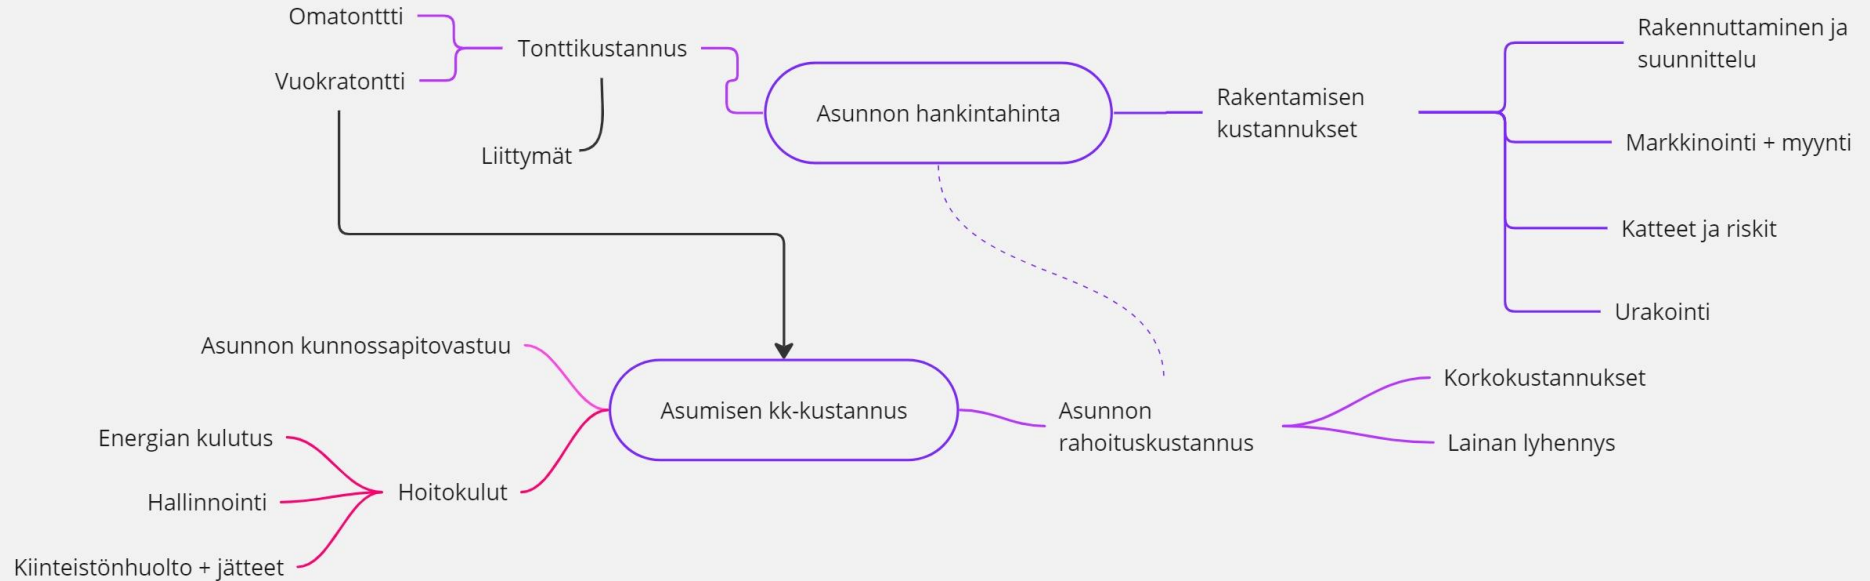 Omatonttti
Vuokratontti
Tonttikustannus
Liittymät
Asunnon hankintahinta
Rakentamisen
kustannukset
Rakennuttaminen ja
suunnittelu
Markkinointi + myynti
Katteet ja riskit
Urakointi
Asunnon kunnossapitovastuu
Energian kulutus
Hallinnointi
Kiinteistönhuolto + jätteet
Hoitokulut
Asumisen kk-kustannus
Asunnon
rahoituskustannus
Korkokustannukset
Lainan lyhennys